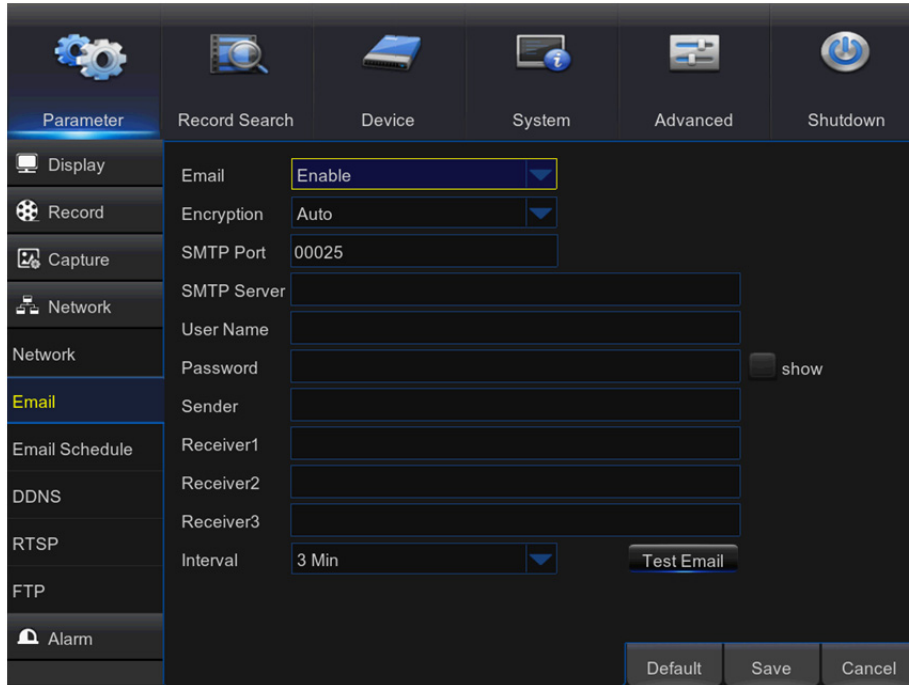 Parameter Record Search Device System Advanced Shutdown
Display
Record
Capture
Network
Network
Email
Email Schedule
DDNS
RTSP
FTP
Alarm
Email Enable
Encryption Auto
SMTP Port 00025
SMTP Server
User Name
Password show
Sender
Receiver1
Receiver2
Receiver3
Interval 3 Min Test Email
Default Save Cancel